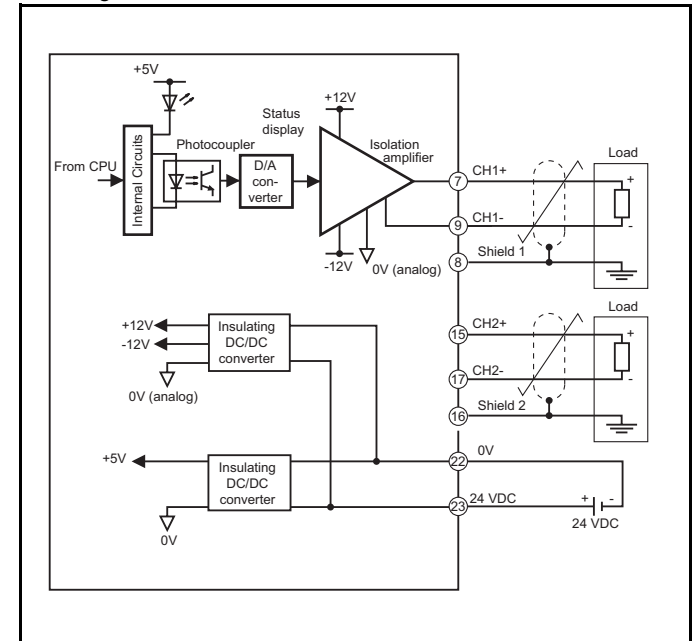 +5V
Status
display
+12V
Photocoupler
Isolation
amplifier
Load
From CPU
Internal Circuits
D/A
con-
verter
7
CH1+
+
9
CH1-
-
8
Shield 1
-12V
0V (analog)
Load
+12V
-12V
Insulating
DC/DC
converter
15
CH2+
+
0V (analog)
17
CH2-
-
16
Shield 2
+5V
Insulating
DC/DC
converter
22
0V
23
24 VDC
+ -
24 VDC
0V